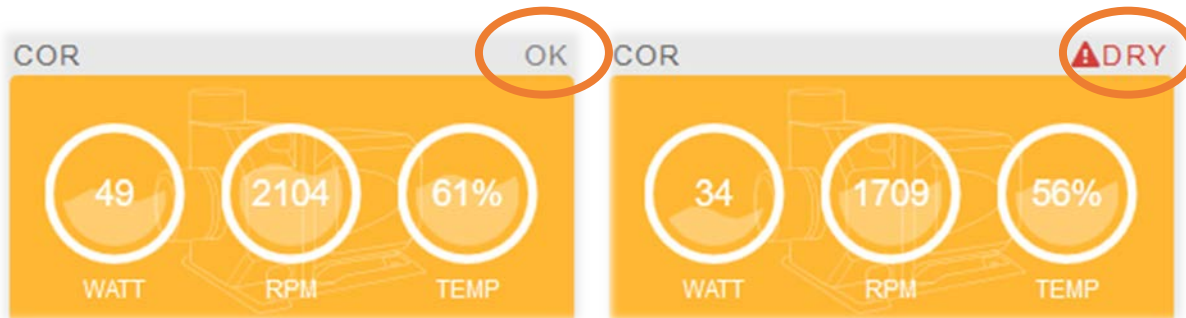 COR OK
49 2104 61%
WATT RPM TEMP
COR DRY
34 1709 56%
WATT RPM TEMP